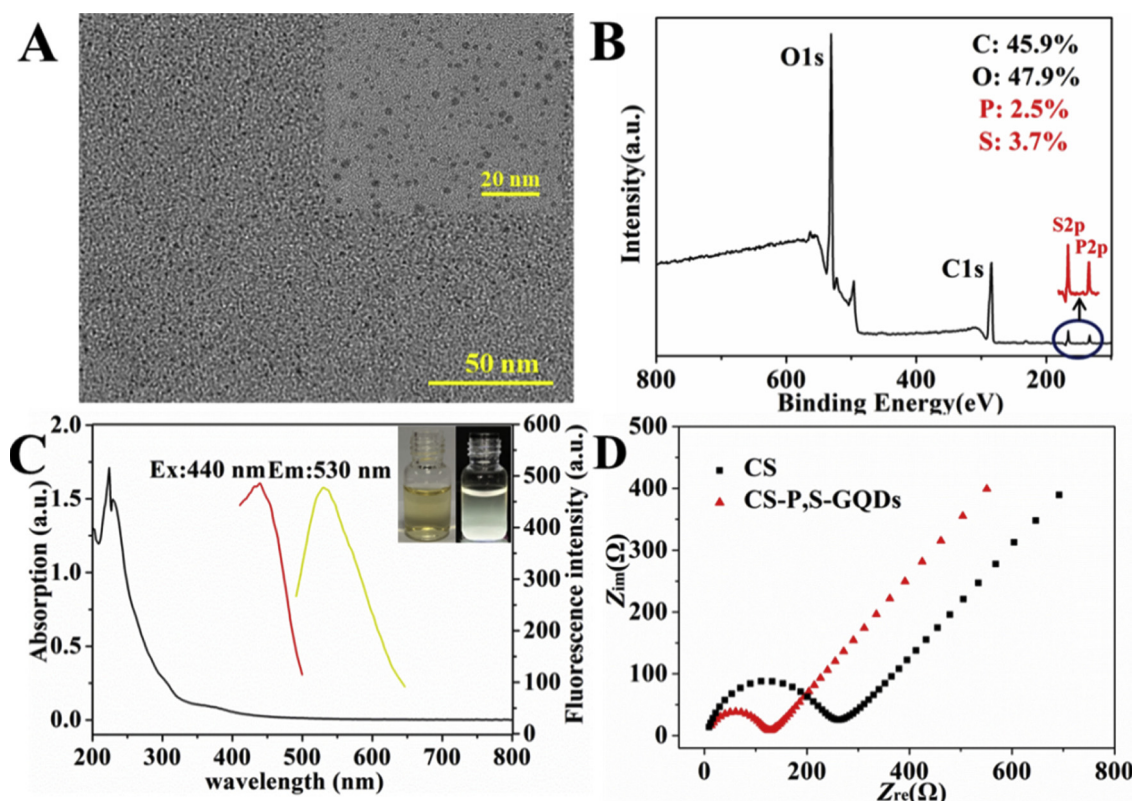 A
20 nm
50 nm
B
O1s
C: 45.9%
O: 47.9%
P: 2.5%
S: 3.7%
S2p
P2p
C1s
Intensity(a.u.)
800
600
400
200
Binding Energy(eV)
C
Ex:440 nm Em:530 nm
Absorption (a.u.)
2.0
1.5
1.0
0.5
0.0
Fluorescence intensity (a.u.)
600
500
400
300
200
100
0
200
300
400
500
600
700
800
wavelength (nm)
D
CS
CS-P,S-GQDs
Zim(Ω)
500
400
300
200
100
0
0
200
400
600
800
Zre(Ω)